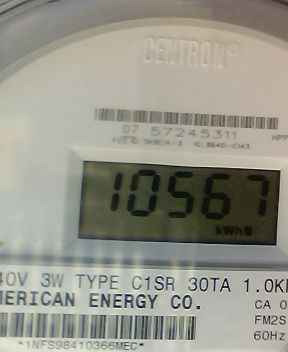 CENTRON®
07 57245311
10567
kWh
40V 3W TYPE C1SR 30TA 1.0K
MERICAN ENERGY CO.
CA 0
FM2S
60Hz
*1NFS98410366MEC*